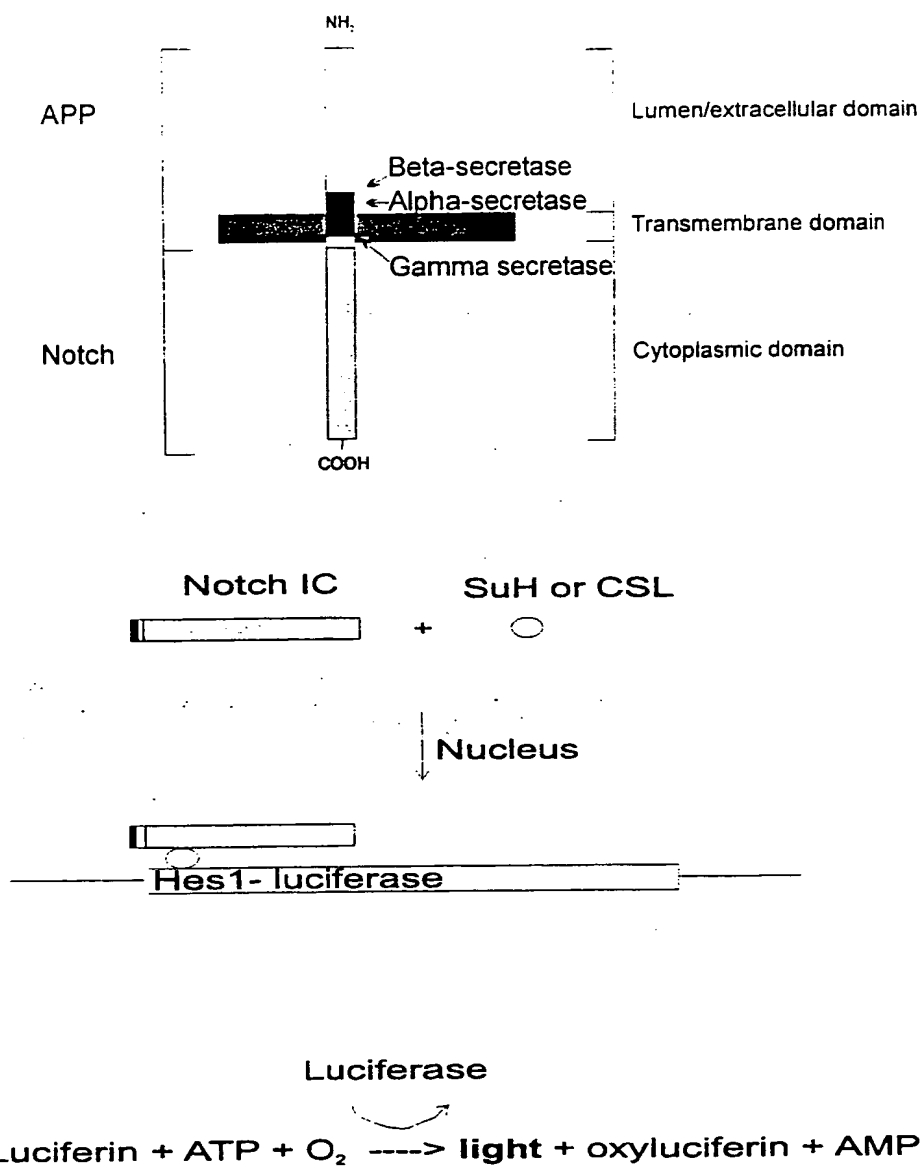 NH₂
APP
Lumen/extracellular domain
Beta-secretase
Alpha-secretase
Transmembrane domain
Gamma secretase
Notch
Cytoplasmic domain
COOH
Notch IC
SuH or CSL
+
Nucleus
Hes1- luciferase
Luciferase
Luciferin + ATP + O₂ ----> light + oxyluciferin + AMP